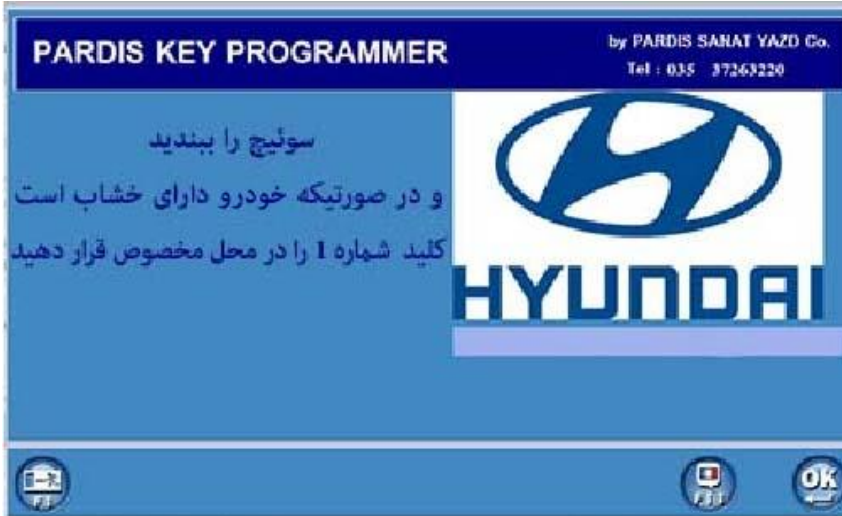 PARDIS KEY PROGRAMMER
by PARDIS SANAT YAZD Co.
Tel : 035 37263220
سوئیچ را ببندید
و در صورتیکه خودرو دارای خشاب است
کلید شماره 1 را در محل مخصوص قرار دهید
HYUNDAI
OK